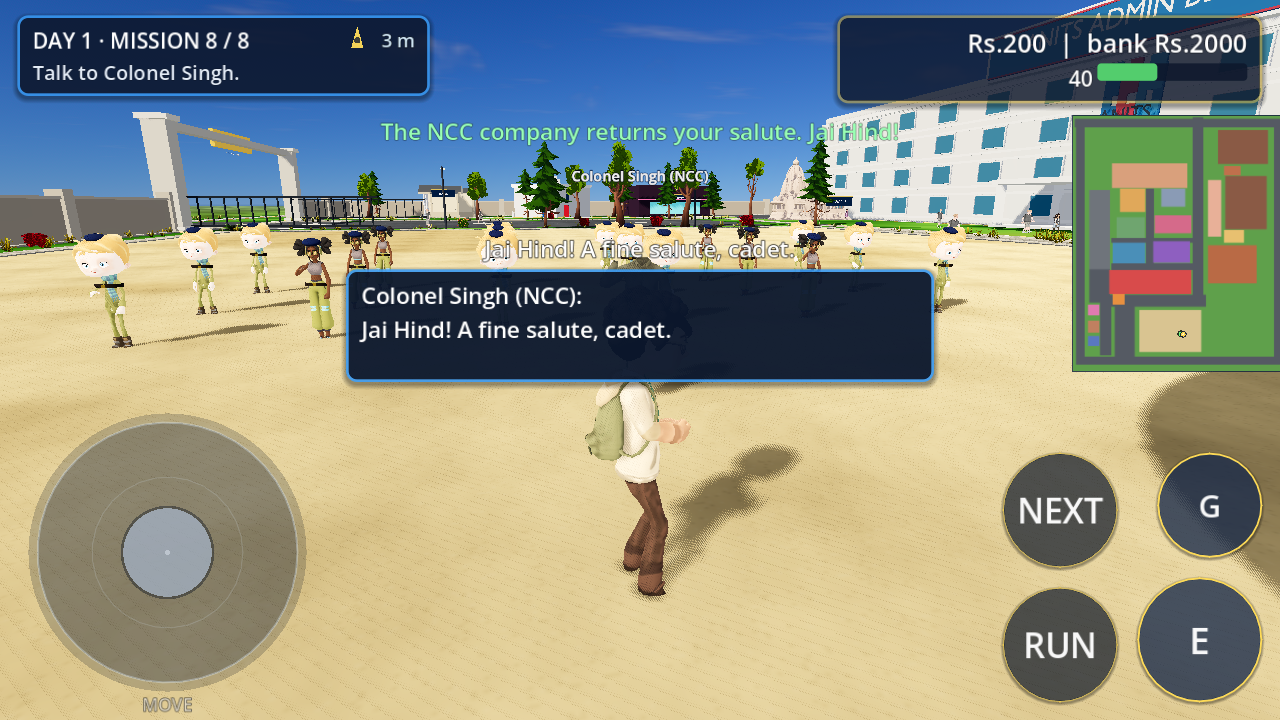 DAY 1 · MISSION 8 / 8
3 m
Talk to Colonel Singh.
Rs.200 | bank Rs.2000
40
NITS ADMIN
The NCC company returns your salute. Jai Hind!
Colonel Singh (NCC)
Jai Hind! A fine salute, cadet.
Colonel Singh (NCC):
Jai Hind! A fine salute, cadet.
NEXT
G
RUN
E
MOVE